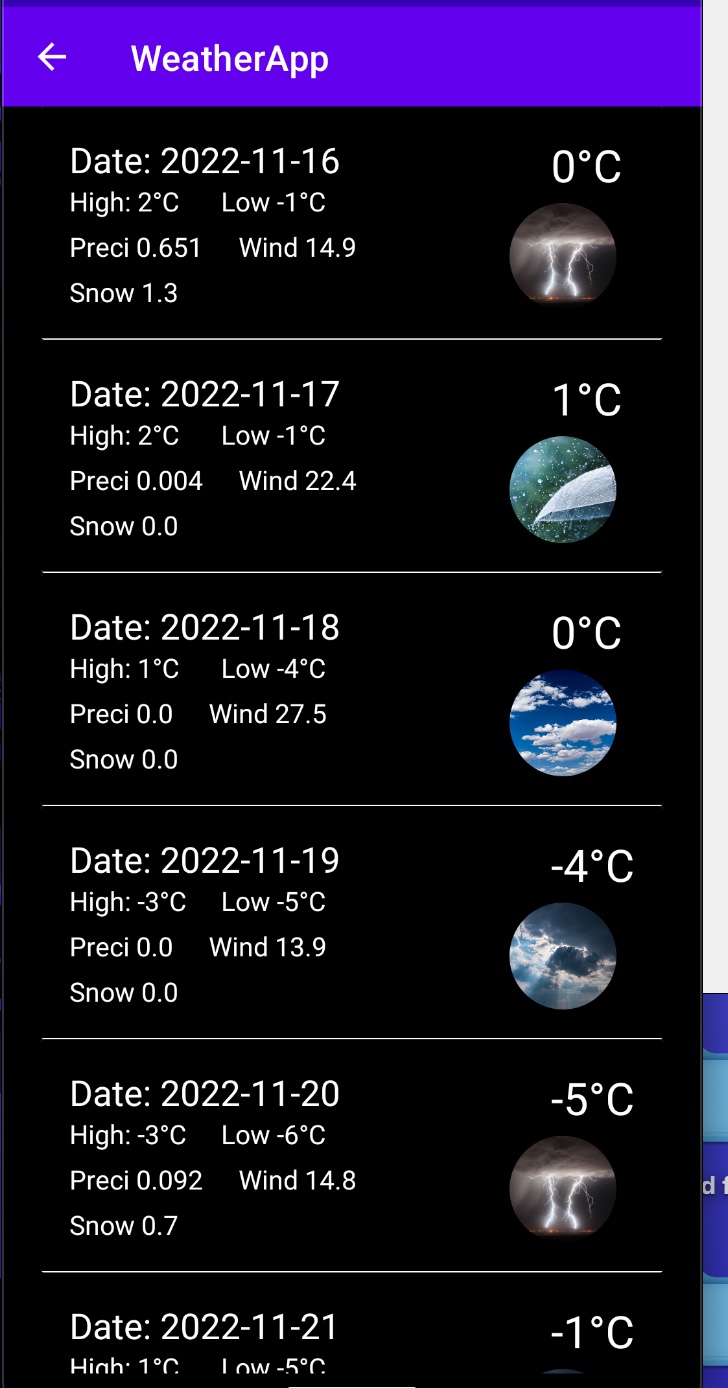 WeatherApp
Date: 2022-11-16 0°C
High: 2°C Low -1°C
Preci 0.651 Wind 14.9
Snow 1.3
Date: 2022-11-17 1°C
High: 2°C Low -1°C
Preci 0.004 Wind 22.4
Snow 0.0
Date: 2022-11-18 0°C
High: 1°C Low -4°C
Preci 0.0 Wind 27.5
Snow 0.0
Date: 2022-11-19 -4°C
High: -3°C Low -5°C
Preci 0.0 Wind 13.9
Snow 0.0
Date: 2022-11-20 -5°C
High: -3°C Low -6°C
Preci 0.092 Wind 14.8
Snow 0.7
Date: 2022-11-21 -1°C
High: 1°C Low -5°C